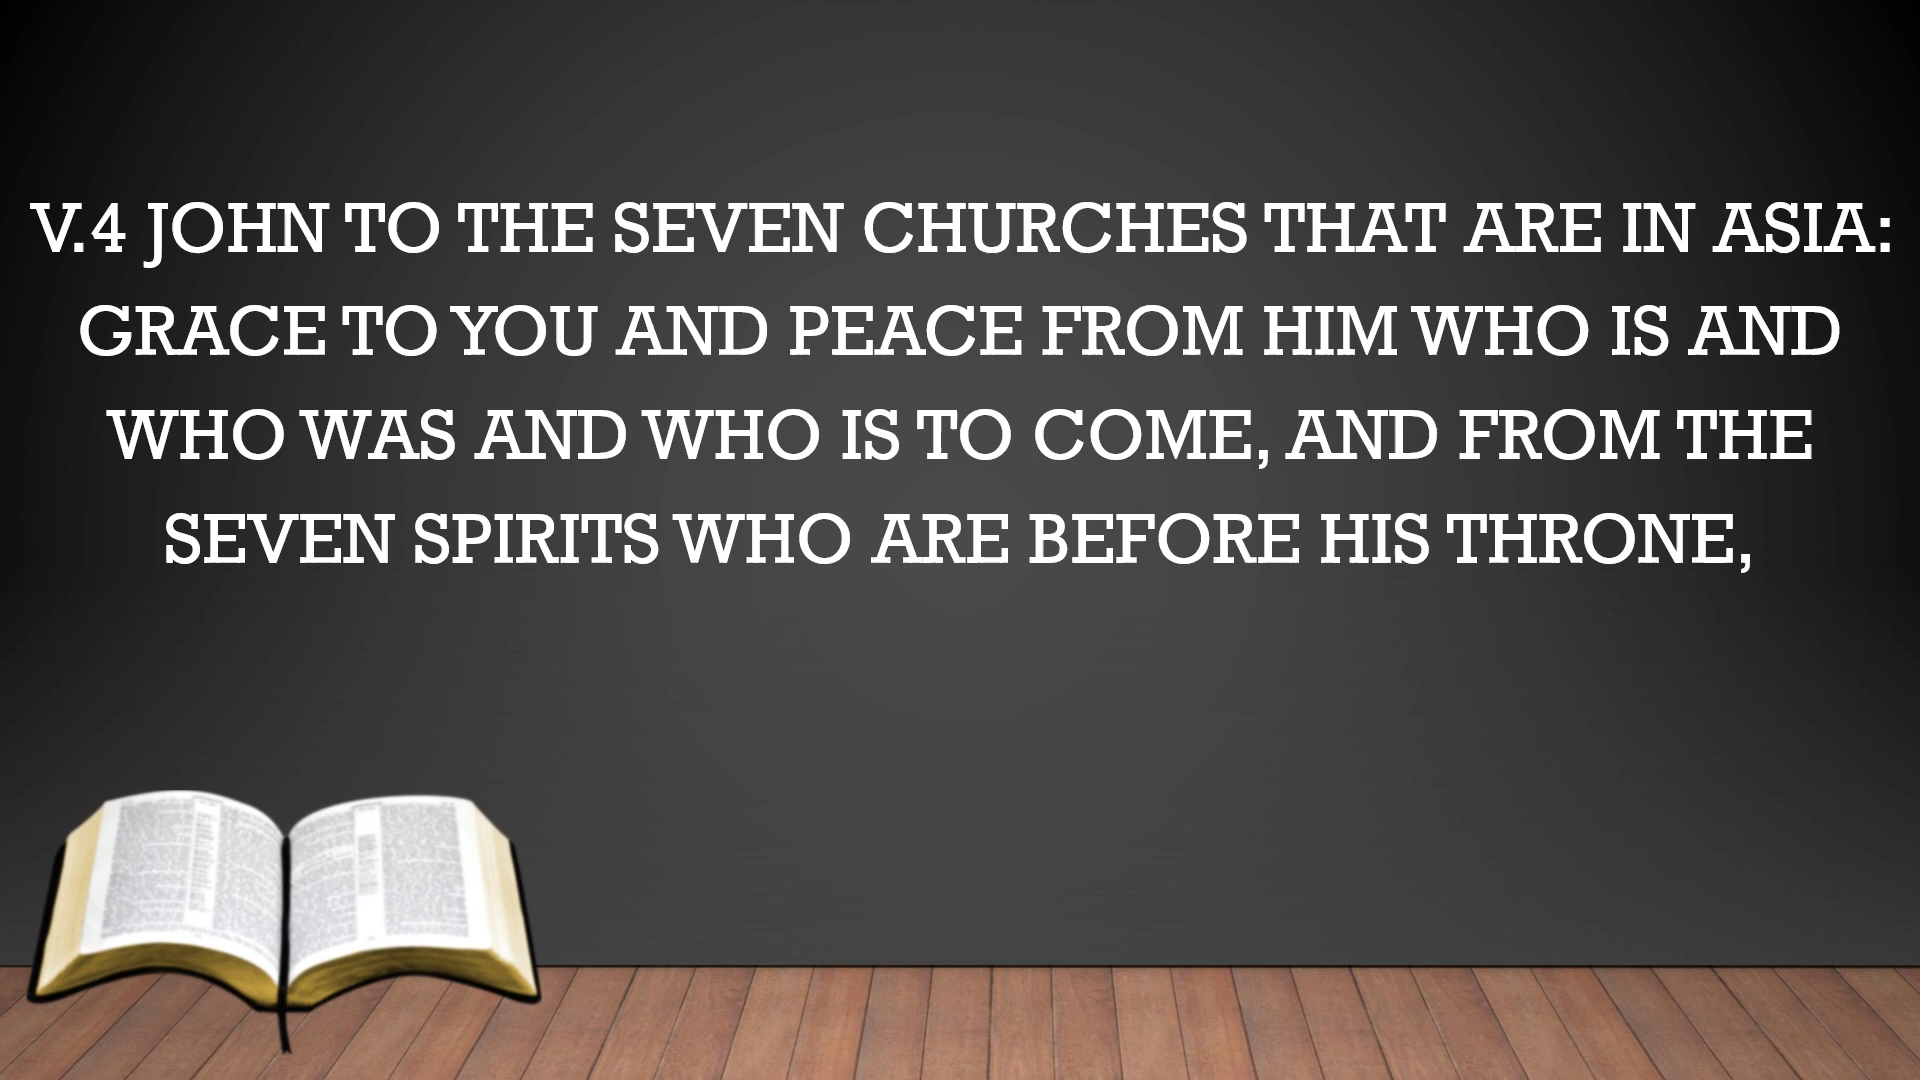 V.4 JOHN TO THE SEVEN CHURCHES THAT ARE IN ASIA:
GRACE TO YOU AND PEACE FROM HIM WHO IS AND
WHO WAS AND WHO IS TO COME, AND FROM THE
SEVEN SPIRITS WHO ARE BEFORE HIS THRONE,